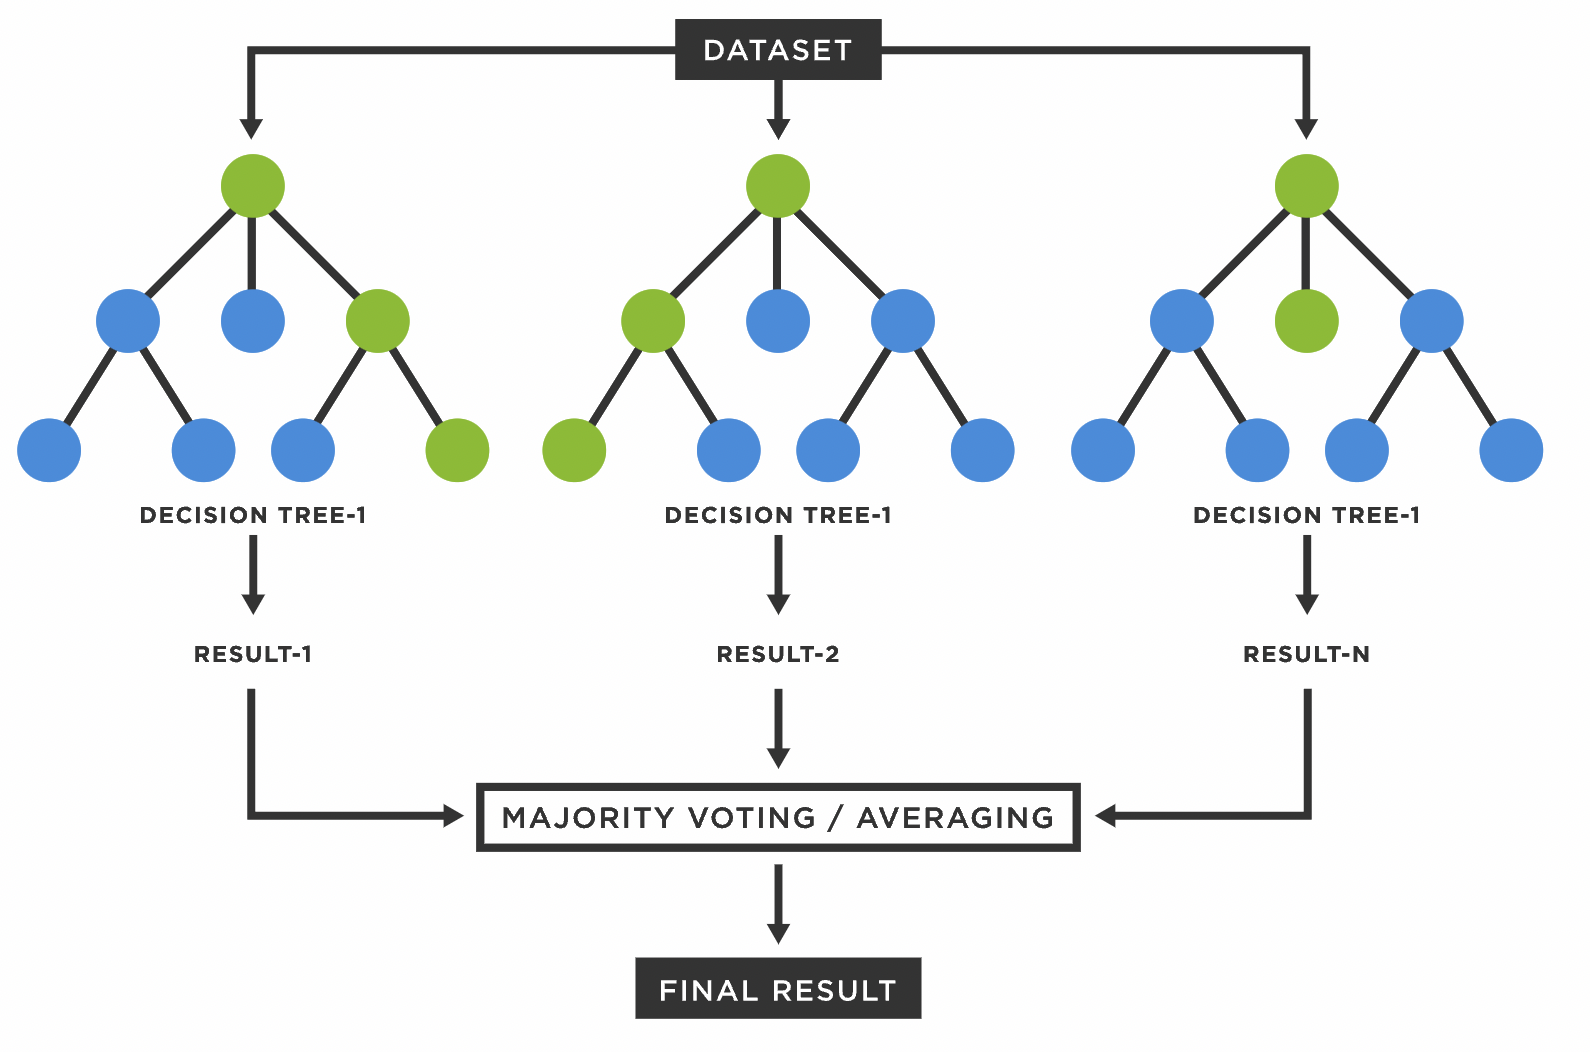 DATASET
DECISION TREE-1
DECISION TREE-1
DECISION TREE-1
RESULT-1
RESULT-2
RESULT-N
MAJORITY VOTING / AVERAGING
FINAL RESULT